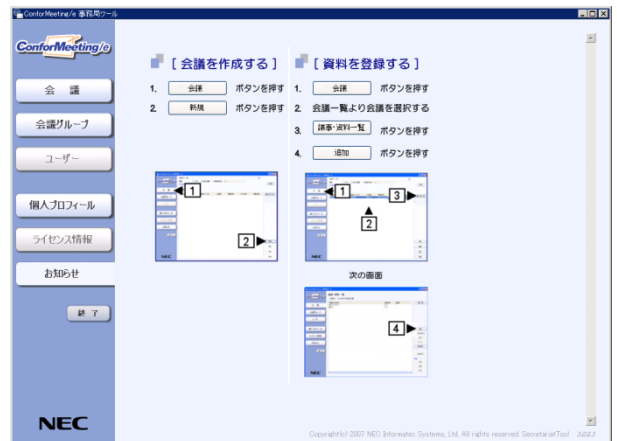 ConforMeeting/e 事務局ツール
ConforMeeting/e
会 議
会議グループ
ユーザー
個人プロフィール
ライセンス情報
お知らせ
終 了
NEC
[ 会議を作成する ]
1. 会議 ボタンを押す
2. 新規 ボタンを押す
1
2
NEC
[ 資料を登録する ]
1. 会議 ボタンを押す
2. 会議一覧より会議を選択する
3. 議事・資料一覧 ボタンを押す
4. 追加 ボタンを押す
1
3
2
NEC
次の画面
4
NEC
Copyright(c) 2007 NEC Informatec Systems, Ltd. All rights reserved. SecretariatTool